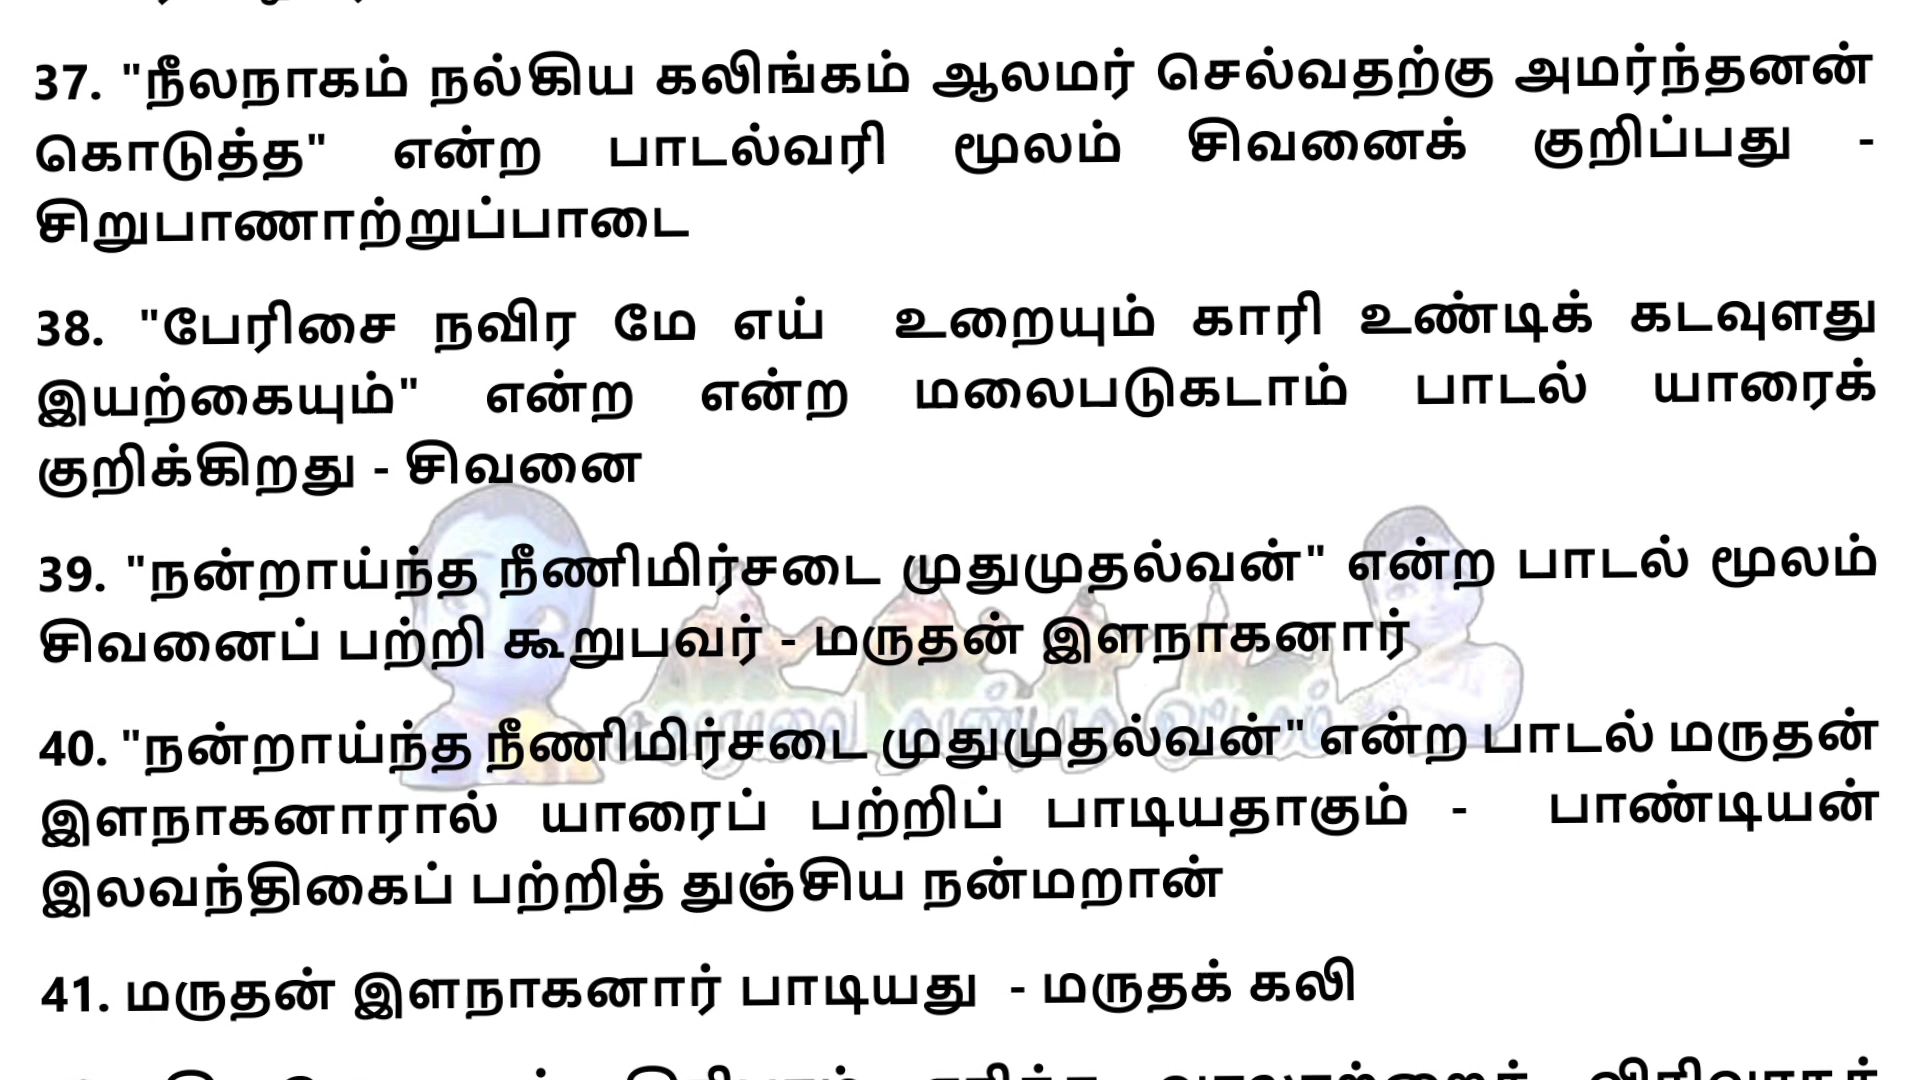 37. "நீலநாகம் நல்கிய கலிங்கம் ஆலமர் செல்வதற்கு அமர்ந்தனன்
கொடுத்த" என்ற பாடல்வரி மூலம் சிவனைக் குறிப்பது -
சிறுபாணாற்றுப்பாடை
38. "பேரிசை நவிர மே எய் உறையும் காரி உண்டிக் கடவுளது
இயற்கையும்" என்ற என்ற மலைபடுகடாம் பாடல் யாரைக்
குறிக்கிறது - சிவனை
39. "நன்றாய்ந்த நீணிமிர்சடை முதுமுதல்வன்" என்ற பாடல் மூலம்
சிவனைப் பற்றி கூறுபவர் - மருதன் இளநாகனார்
40. "நன்றாய்ந்த நீணிமிர்சடை முதுமுதல்வன்" என்ற பாடல் மருதன்
இளநாகனாரால் யாரைப் பற்றிப் பாடியதாகும் - பாண்டியன்
இலவந்திகைப் பற்றித் துஞ்சிய நன்மறான்
41. மருதன் இளநாகனார் பாடியது - மருதக் கலி